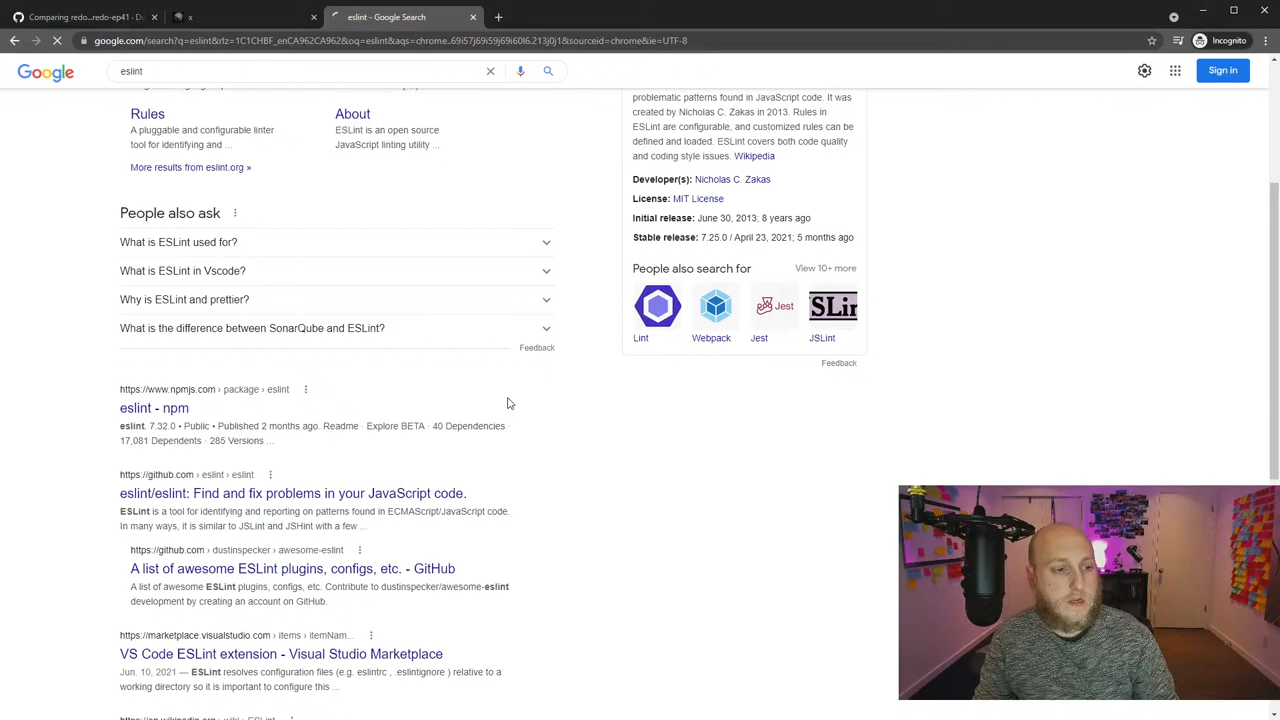 Comparing redo...redo-ep41 - Du
x
eslint - Google Search
google.com/search?q=eslint&rlz=1C1CHBF_enCA962CA962&oq=eslint&aqs=chrome..69i57j69i59j69i60l6.213j0j1&sourceid=chrome&ie=UTF-8
Incognito
Google
eslint
Sign in
Rules
A pluggable and configurable linter
tool for identifying and ...
About
ESLint is an open source
JavaScript linting utility ...
More results from eslint.org »
People also ask
What is ESLint used for?
What is ESLint in Vscode?
Why is ESLint and prettier?
What is the difference between SonarQube and ESLint?
Feedback
https://www.npmjs.com › package › eslint
eslint - npm
eslint. 7.32.0 • Public • Published 2 months ago. Readme · Explore BETA · 40 Dependencies ·
17,081 Dependents · 285 Versions ...
https://github.com › eslint › eslint
eslint/eslint: Find and fix problems in your JavaScript code.
ESLint is a tool for identifying and reporting on patterns found in ECMAScript/JavaScript code.
In many ways, it is similar to JSLint and JSHint with a few ...
https://github.com › dustinspecker › awesome-eslint
A list of awesome ESLint plugins, configs, etc. - GitHub
A list of awesome ESLint plugins, configs, etc. Contribute to dustinspecker/awesome-eslint
development by creating an account on GitHub.
https://marketplace.visualstudio.com › items › itemNam...
VS Code ESLint extension - Visual Studio Marketplace
Jun. 10, 2021 — ESLint resolves configuration files (e.g. eslintrc , .eslintignore ) relative to a
working directory so it is important to configure this ...
problematic patterns found in JavaScript code. It was
created by Nicholas C. Zakas in 2013. Rules in
ESLint are configurable, and customized rules can be
defined and loaded. ESLint covers both code quality
and coding style issues. Wikipedia
Developer(s): Nicholas C. Zakas
License: MIT License
Initial release: June 30, 2013; 8 years ago
Stable release: 7.25.0 / April 23, 2021; 5 months ago
People also search for
View 10+ more
Jest
Lint
Webpack
Jest
JSLint
Feedback